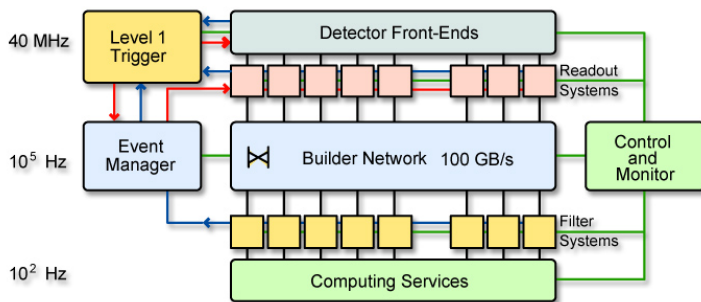 40 MHz
Level 1
Trigger
Detector Front-Ends
Readout
Systems
10⁵ Hz
Event
Manager
Builder Network 100 GB/s
Control
and
Monitor
Filter
Systems
10² Hz
Computing Services